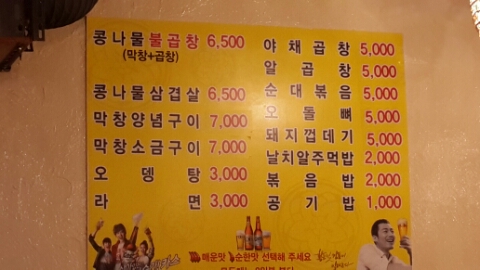 콩나물불곱창 6,500
(막창+곱창)
콩나물삼겹살 6,500
막창양념구이 7,000
막창소금구이 7,000
오뎅탕 3,000
라면 3,000
야채곱창 5,000
알곱창 5,000
순대볶음 5,000
오돌뼈 5,000
돼지껍데기 5,000
날치알주먹밥 2,000
볶음밥 2,000
공기밥 1,000
매운맛 순한맛 선택해 주세요